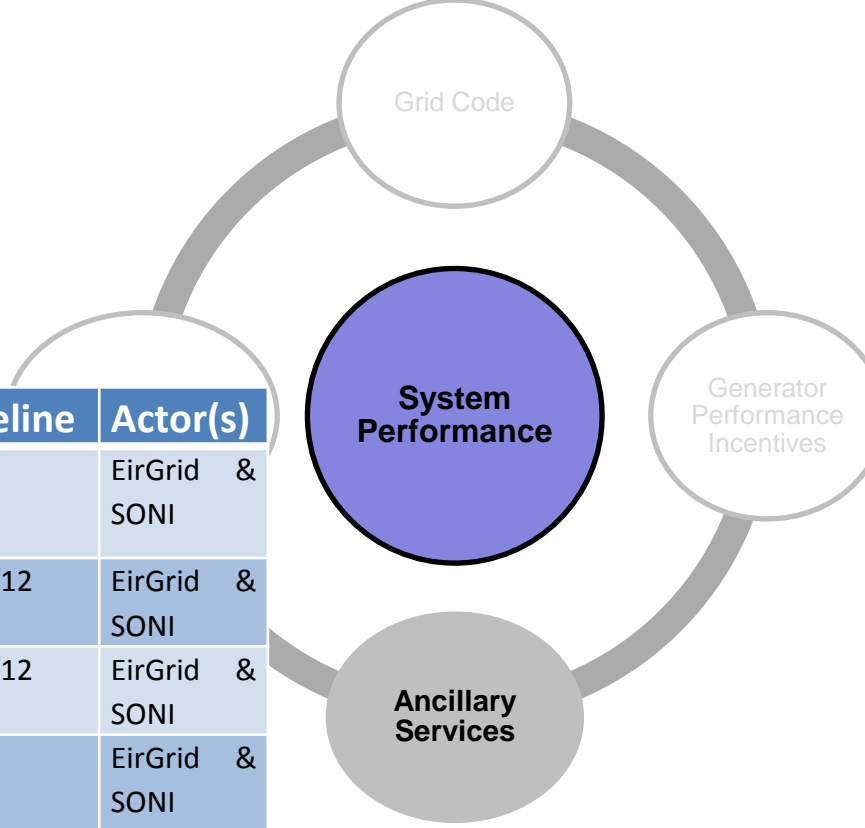 Grid Code
System
Performance
Generator
Performance
Incentives
eline Actor(s)
EirGrid &
SONI
/12 EirGrid &
SONI
/12 EirGrid &
SONI
EirGrid &
SONI
Ancillary
Services